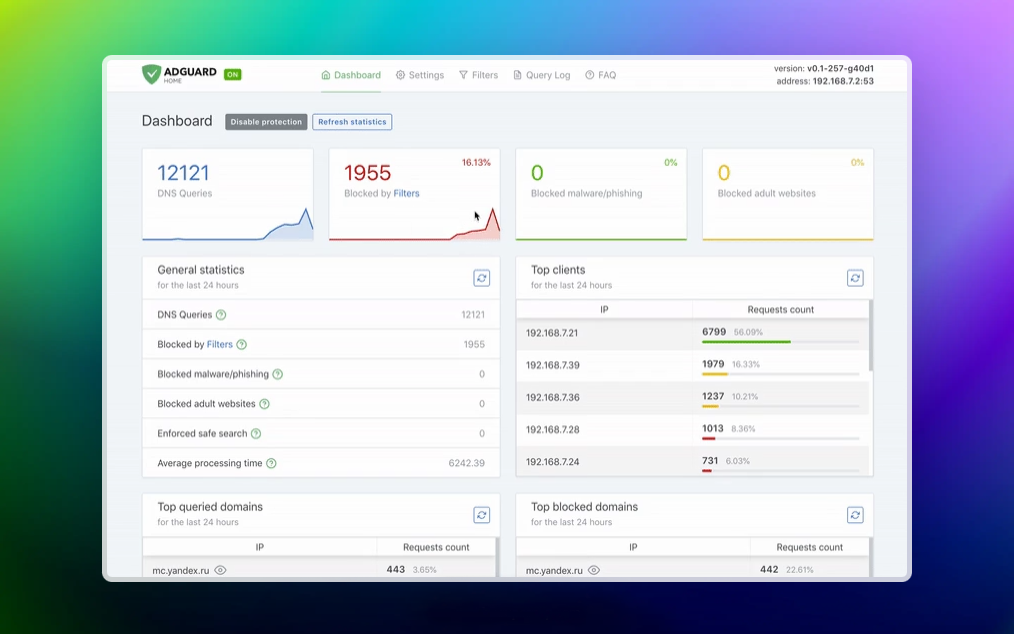 ADGUARD
HOME
ON
Dashboard
Settings
Filters
Query Log
FAQ
version: v0.1-257-g40d1
address: 192.168.7.2:53
Dashboard
Disable protection
Refresh statistics
12121
DNS Queries
16.13%
1955
Blocked by Filters
0%
0
Blocked malware/phishing
0%
0
Blocked adult websites
General statistics
for the last 24 hours
DNS Queries 12121
Blocked by Filters 1955
Blocked malware/phishing 0
Blocked adult websites 0
Enforced safe search 0
Average processing time 6242.39
Top clients
for the last 24 hours
IP Requests count
192.168.7.21 6799 56.09%
192.168.7.39 1979 16.33%
192.168.7.36 1237 10.21%
192.168.7.28 1013 8.36%
192.168.7.24 731 6.03%
Top queried domains
for the last 24 hours
IP Requests count
mc.yandex.ru 443 3.65%
Top blocked domains
for the last 24 hours
IP Requests count
mc.yandex.ru 442 22.61%